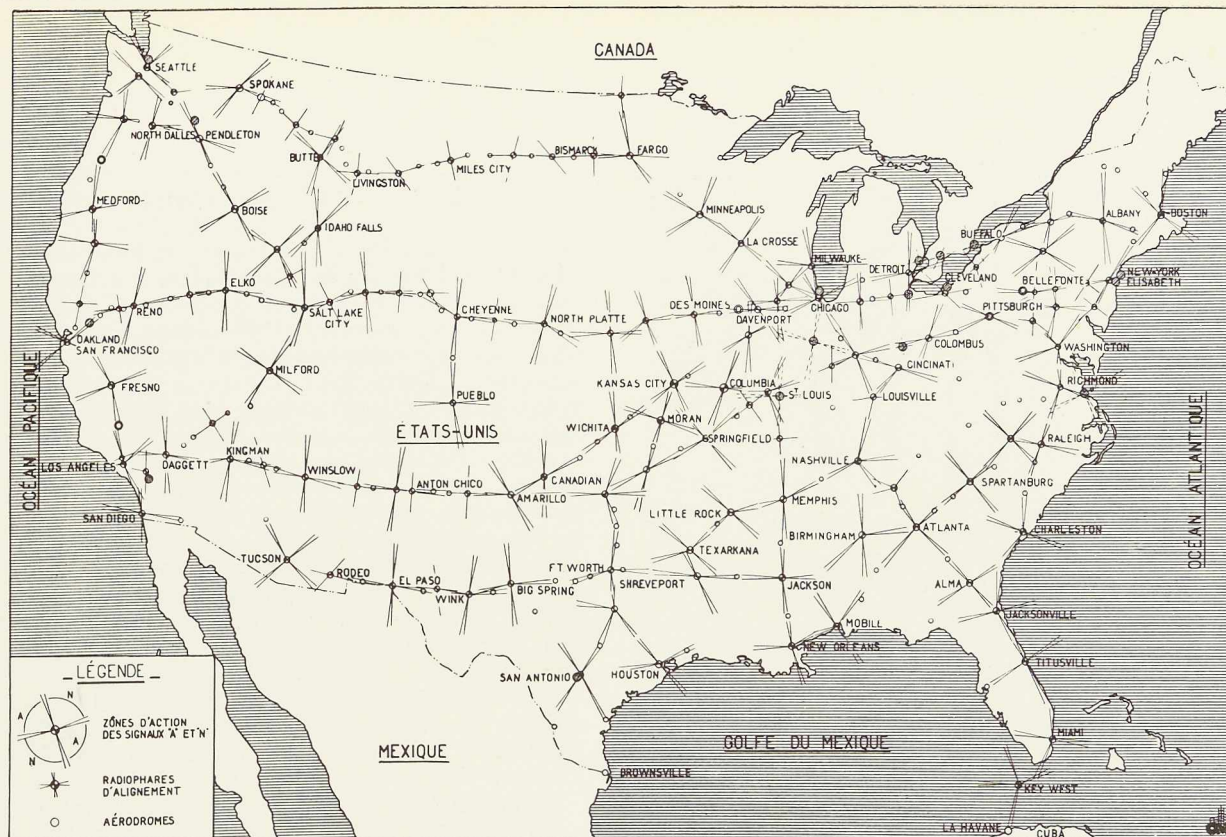 CANADA
SEATTLE
SPOKANE
NORTH DALLES
PENDLETON
BUTTE
LIVINGSTON
MILES CITY
BISMARCK
FARGO
MEDFORD
BOISE
IDAHO FALLS
MINNEAPOLIS
LA CROSSE
MILWAUKE
DETROIT
BUFFALO
ALBANY
BOSTON
ELKO
RENO
SALT LAKE
CITY
CHEYENNE
NORTH PLATTE
DES MOINES
DAVENPORT
CHICAGO
CLEVELAND
BELLEFONTE
NEW-YORK
ELISABETH
PITTSBURGH
OAKLAND
SAN FRANCISCO
COLOMBUS
WASHINGTON
FRESNO
MILFORD
PUEBLO
KANSAS CITY
COLUMBIA
ST LOUIS
CINCINATI
LOUISVILLE
RICHMOND
OCÉAN PACIFIQUE
ETATS-UNIS
WICHITA
MORAN
SPRINGFIELD
NASHVILLE
RALEIGH
OCÉAN ATLANTIQUE
LOS ANGELES
DAGGETT
KINGMAN
WINSLOW
ANTON CHICO
AMARILLO
CANADIAN
MEMPHIS
SPARTANBURG
SAN DIEGO
LITTLE ROCK
BIRMINGHAM
ATLANTA
CHARLESTON
TUCSON
RODEO
EL PASO
WINK
BIG SPRING
FT WORTH
TEXARKANA
SHREVEPORT
JACKSON
ALMA
JACKSONVILLE
MOBILL
NEW ORLEANS
SAN ANTONIO
HOUSTON
TITUSVILLE
MEXIQUE
GOLFE DU MEXIQUE
MIAMI
BROWNSVILLE
KEY WEST
LA HAVANE
CUBA
_ LÉGENDE _
N
A
A
N
ZÔNES D'ACTION
DES SIGNAUX "A" ET "N"
RADIOPHARES
D'ALIGNEMENT
AÉRODROMES